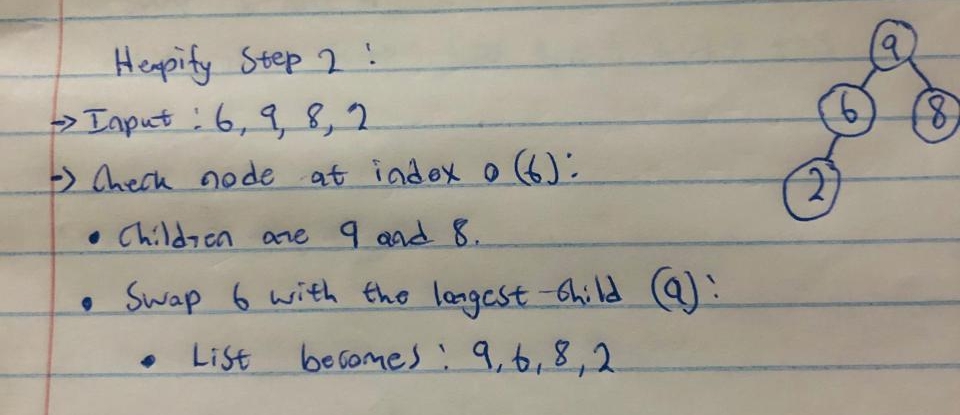 Heapify Step 2 :
→ Input : 6, 9, 8, 2
→ Check node at index 0 (6) :
• Children are 9 and 8.
• Swap 6 with the largest child (9) :
• List becomes : 9, 6, 8, 2
9
6 8
2